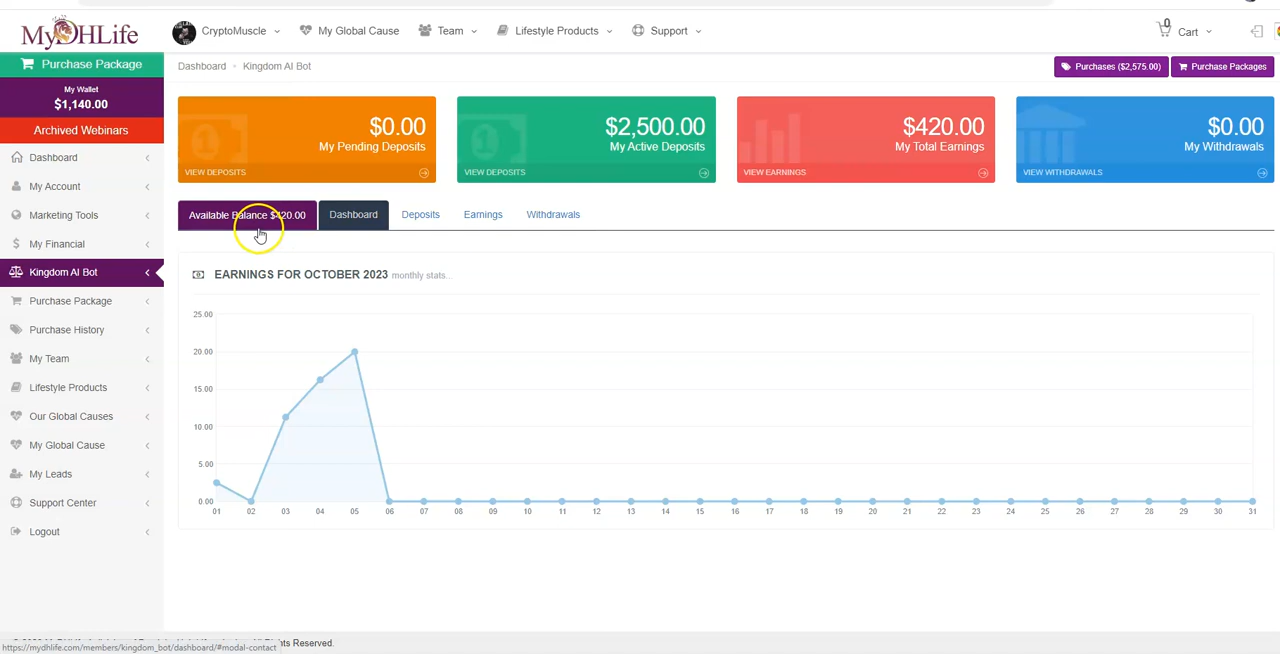 MyDHLife
CryptoMuscle
My Global Cause
Team
Lifestyle Products
Support
0
Cart
Purchase Package
My Wallet
$1,140.00
Archived Webinars
Dashboard
My Account
Marketing Tools
My Financial
Kingdom AI Bot
Purchase Package
Purchase History
My Team
Lifestyle Products
Our Global Causes
My Global Cause
My Leads
Support Center
Logout
Dashboard Kingdom AI Bot
Purchases ($2,575.00)
Purchase Packages
$0.00
My Pending Deposits
VIEW DEPOSITS
$2,500.00
My Active Deposits
VIEW DEPOSITS
$420.00
My Total Earnings
VIEW EARNINGS
$0.00
My Withdrawals
VIEW WITHDRAWALS
Available Balance $420.00
Dashboard
Deposits
Earnings
Withdrawals
EARNINGS FOR OCTOBER 2023 monthly stats...
25.00
20.00
15.00
10.00
5.00
0.00
01 02 03 04 05 06 07 08 09 10 11 12 13 14 15 16 17 18 19 20 21 22 23 24 25 26 27 28 29 30 31
Reserved.
https://mydhlife.com/members/kingdom_bot/dashboard/#modal-contact